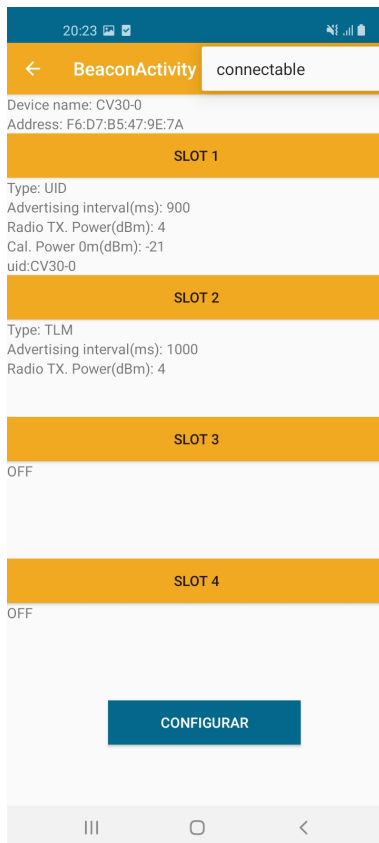 20:23
BeaconActivity
connectable
Device name: CV30-0
Address: F6:D7:B5:47:9E:7A
SLOT 1
Type: UID
Advertising interval(ms): 900
Radio TX. Power(dBm): 4
Cal. Power 0m(dBm): -21
uid:CV30-0
SLOT 2
Type: TLM
Advertising interval(ms): 1000
Radio TX. Power(dBm): 4
SLOT 3
OFF
SLOT 4
OFF
CONFIGURAR